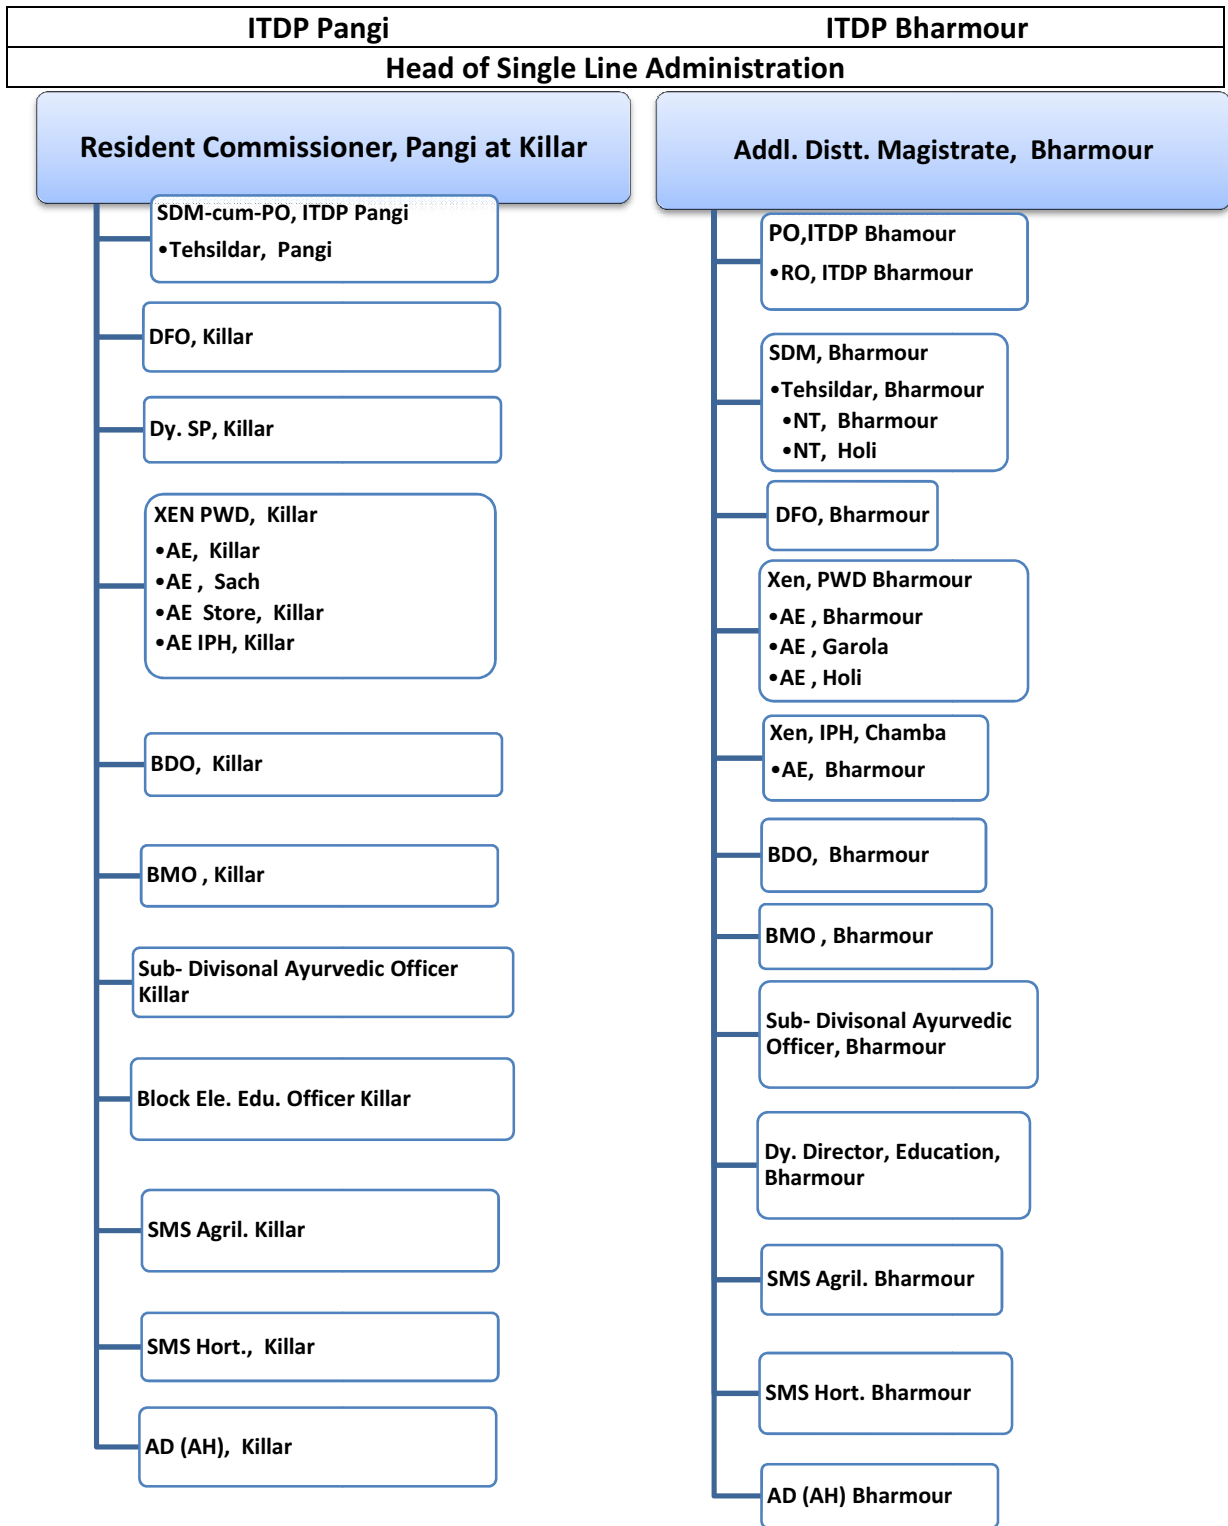 ITDP Pangi
ITDP Bharmour
Head of Single Line Administration
Resident Commissioner, Pangi at Killar
SDM-cum-PO, ITDP Pangi
•Tehsildar, Pangi
DFO, Killar
Dy. SP, Killar
XEN PWD, Killar
•AE, Killar
•AE , Sach
•AE Store, Killar
•AE IPH, Killar
BDO, Killar
BMO , Killar
Sub- Divisonal Ayurvedic Officer
Killar
Block Ele. Edu. Officer Killar
SMS Agril. Killar
SMS Hort., Killar
AD (AH), Killar
Addl. Distt. Magistrate, Bharmour
PO,ITDP Bhamour
•RO, ITDP Bharmour
SDM, Bharmour
•Tehsildar, Bharmour
•NT, Bharmour
•NT, Holi
DFO, Bharmour
Xen, PWD Bharmour
•AE , Bharmour
•AE , Garola
•AE , Holi
Xen, IPH, Chamba
•AE, Bharmour
BDO, Bharmour
BMO , Bharmour
Sub- Divisonal Ayurvedic
Officer, Bharmour
Dy. Director, Education,
Bharmour
SMS Agril. Bharmour
SMS Hort. Bharmour
AD (AH) Bharmour